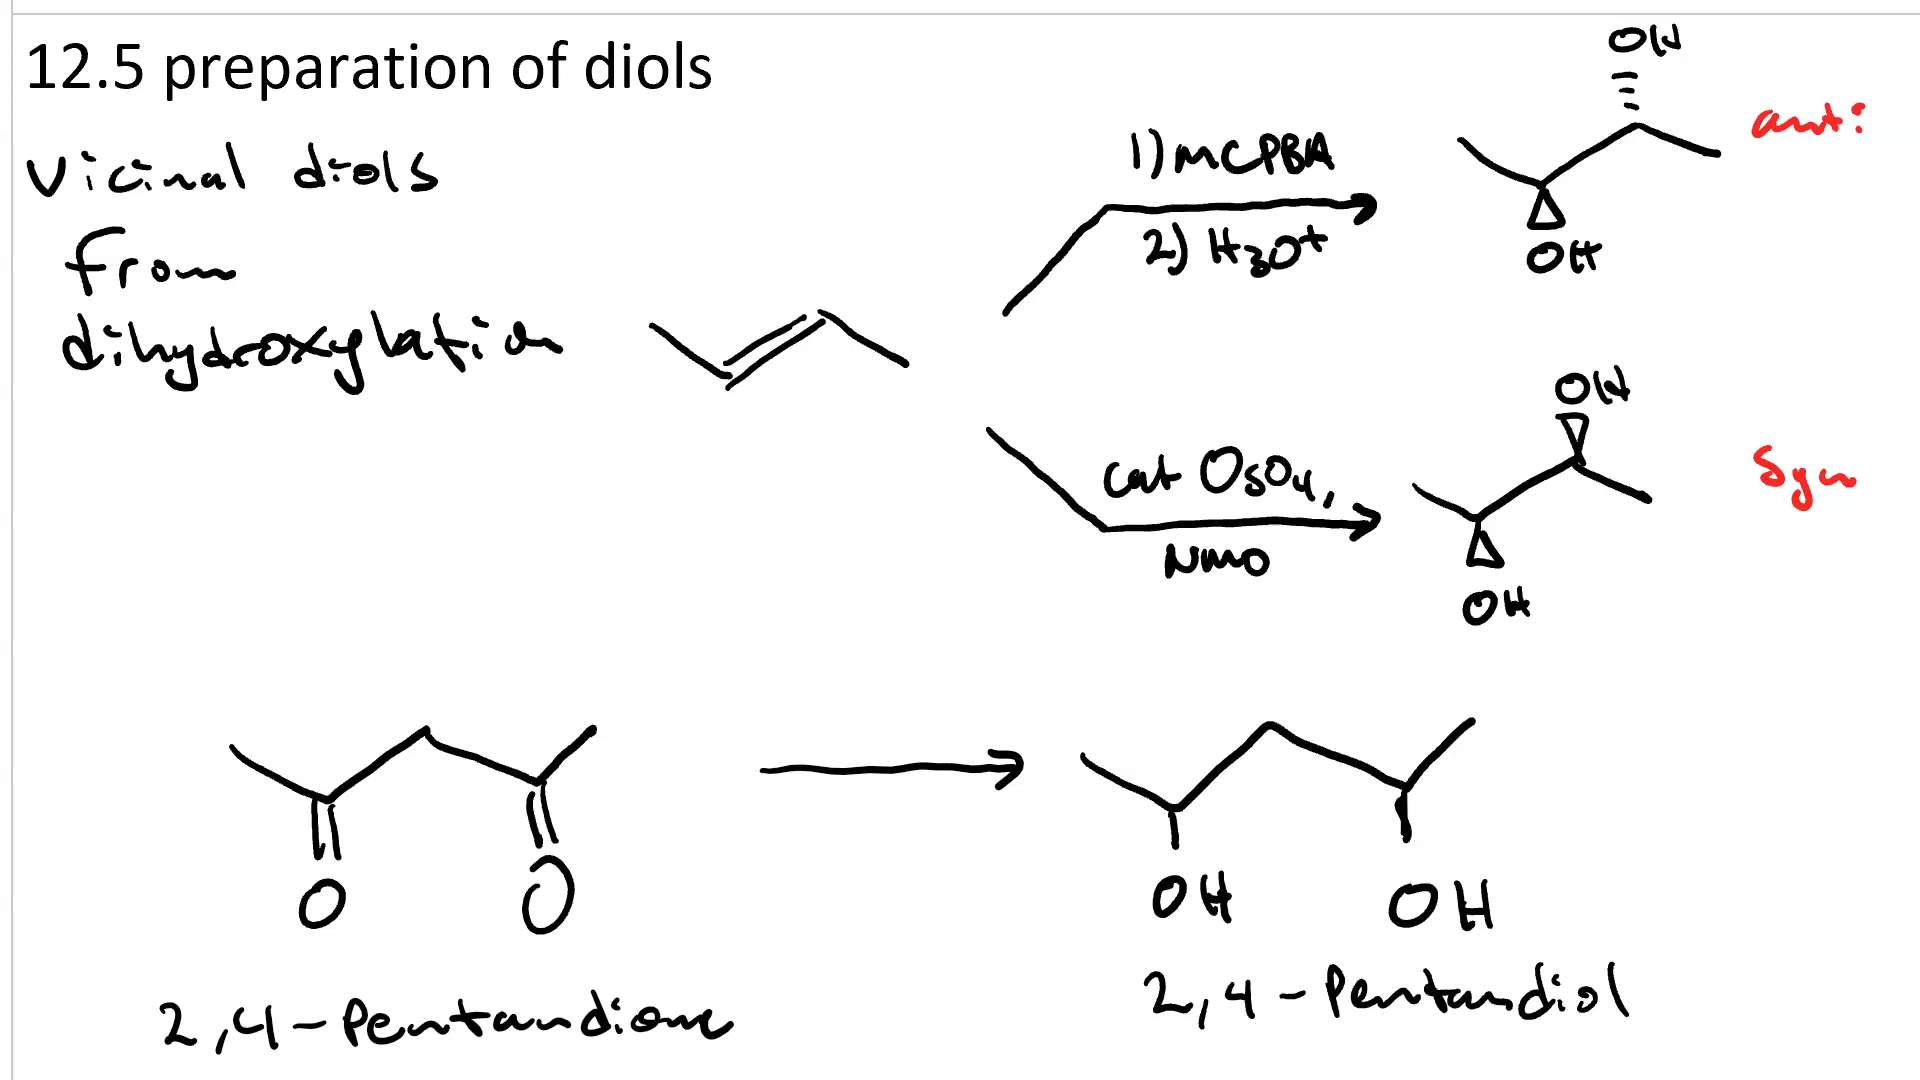 12.5 preparation of diols
Vicinal diols
from
dihydroxylation
1) MCPBA
2) H3O+
OH
OH
anti
cat OsO4,
NMO
OH
OH
Syn
O
O
2,4-Pentandione
OH
OH
2,4-Pentandiol